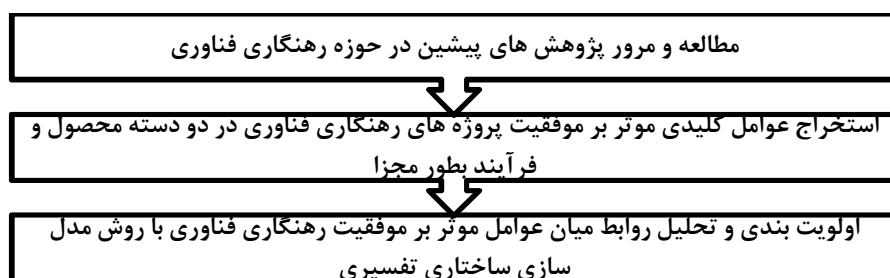 مطالعه و مرور پژوهش های پیشین در حوزه رهنگاری فناوری
استخراج عوامل کلیدی موثر بر موفقیت پروژه های رهنگاری فناوری در دو دسته محصول و
فرآیند بطور مجزا
اولویت بندی و تحلیل روابط میان عوامل موثر بر موفقیت رهنگاری فناوری با روش مدل
سازی ساختاری تفسیری